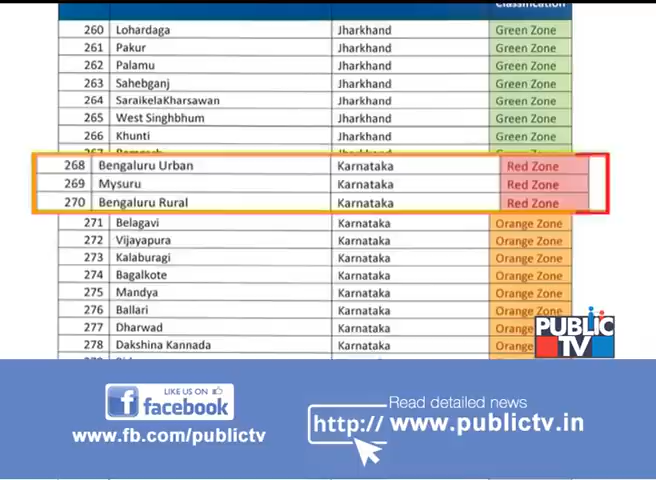 Classification
260 Lohardaga Jharkhand Green Zone
261 Pakur Jharkhand Green Zone
262 Palamu Jharkhand Green Zone
263 Sahebganj Jharkhand Green Zone
264 SaraikelaKharsawan Jharkhand Green Zone
265 West Singhbhum Jharkhand Green Zone
266 Khunti Jharkhand Green Zone
268 Bengaluru Urban Karnataka Red Zone
269 Mysuru Karnataka Red Zone
270 Bengaluru Rural Karnataka Red Zone
271 Belagavi Karnataka Orange Zone
272 Vijayapura Karnataka Orange Zone
273 Kalaburagi Karnataka Orange Zone
274 Bagalkote Karnataka Orange Zone
275 Mandya Karnataka Orange Zone
276 Ballari Karnataka Orange Zone
277 Dharwad Karnataka Orange
278 Dakshina Kannada Karnataka Orange
PUBLIC
TV
LIKE US ON
facebook
www.fb.com/publictv
Read detailed news
http:// www.publictv.in